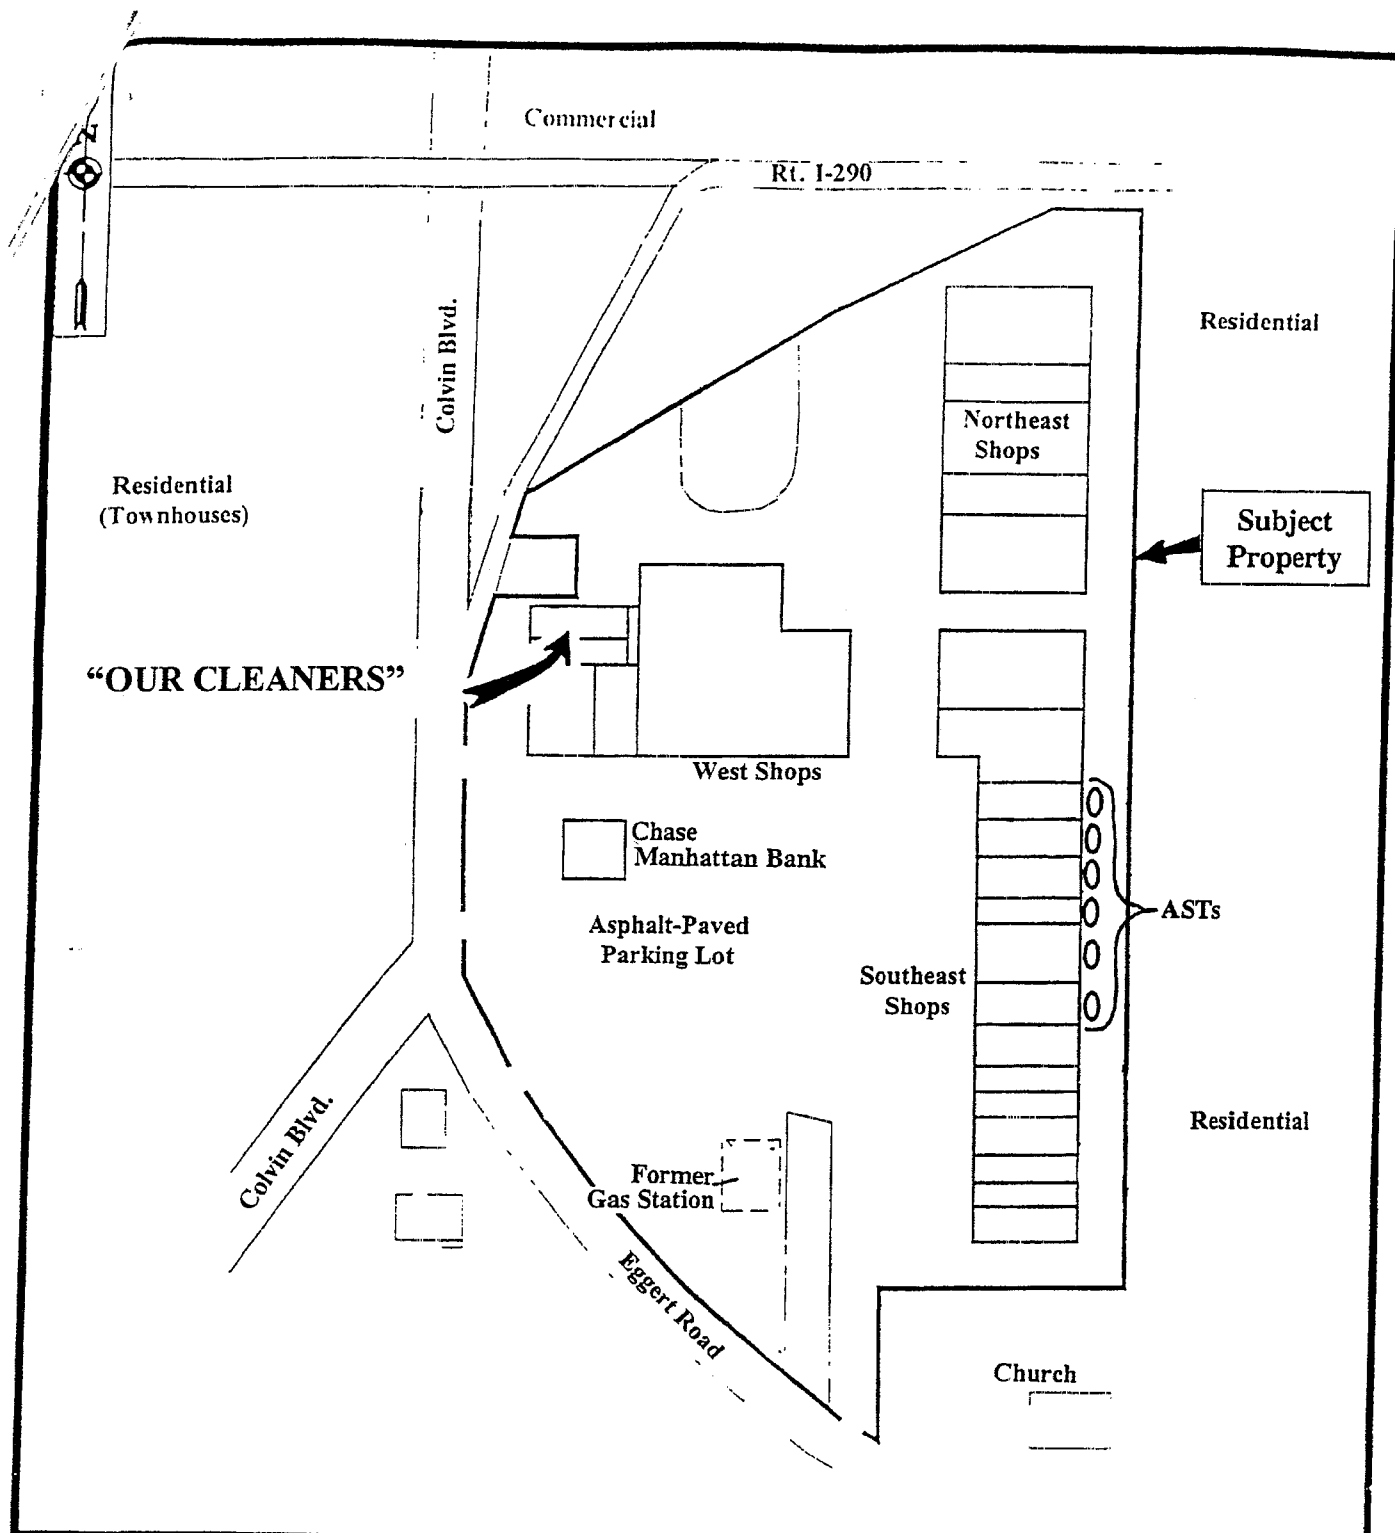 Commercial
Z
Rt. I-290
Colvin Blvd.
Residential
Northeast
Shops
Residential
(Townhouses)
Subject
Property
“OUR CLEANERS”
West Shops
Chase
Manhattan Bank
ASTs
Asphalt-Paved
Parking Lot
Southeast
Shops
Colvin Blvd.
Residential
Former
Gas Station
Eggert Road
Church